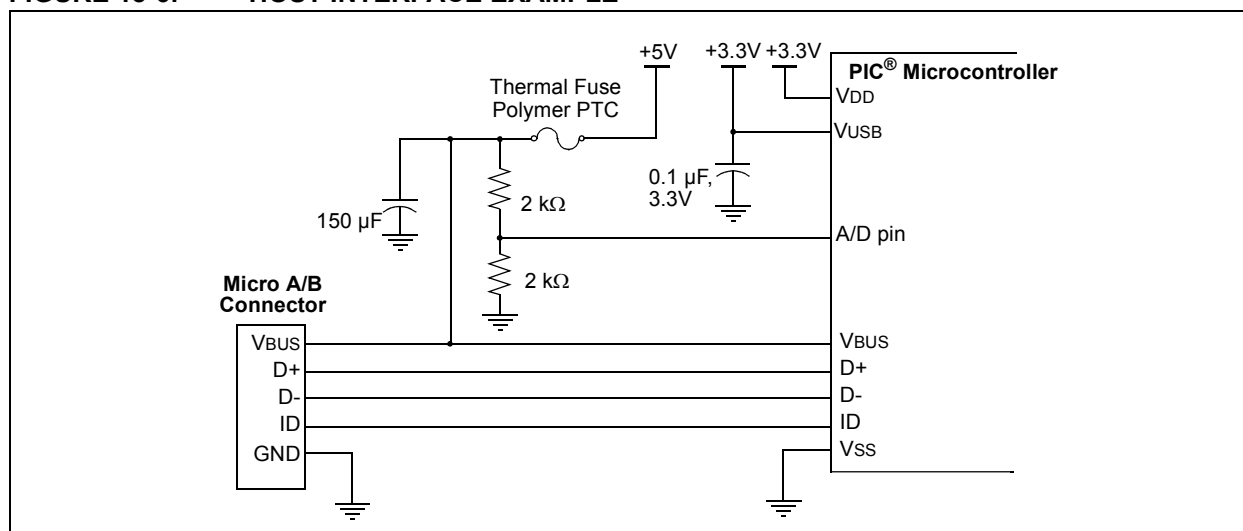 +5V
+3.3V +3.3V
PIC® Microcontroller
Thermal Fuse
Polymer PTC
VDD
VUSB
0.1 µF,
3.3V
2 kΩ
150 µF
A/D pin
2 kΩ
Micro A/B
Connector
VBUS
D+
D-
ID
GND
VBUS
D+
D-
ID
VSS